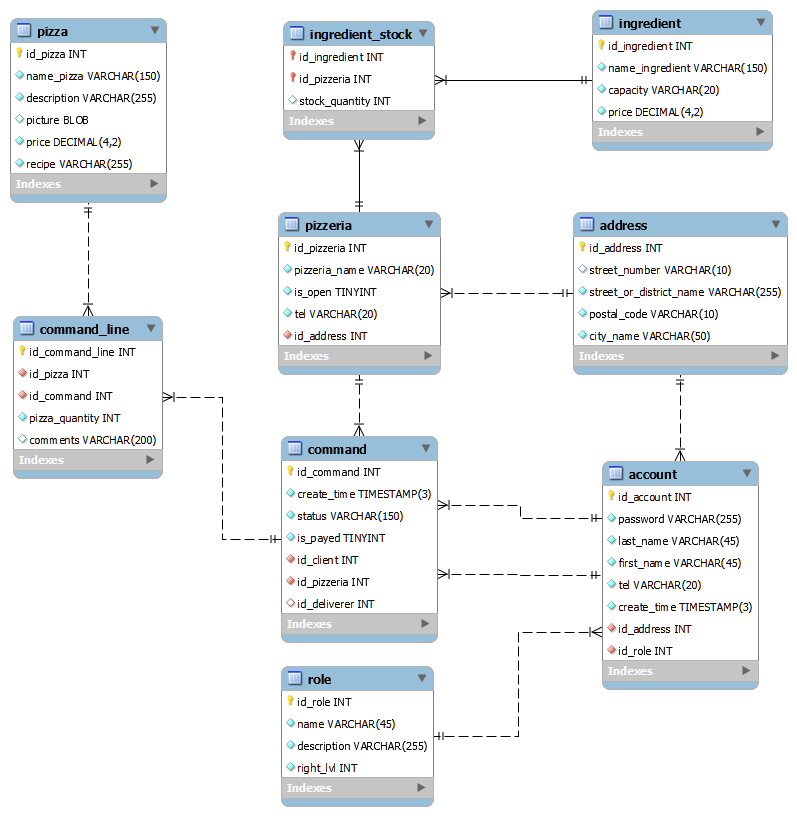 pizza
id_pizza INT
name_pizza VARCHAR(150)
description VARCHAR(255)
picture BLOB
price DECIMAL(4,2)
recipe VARCHAR(255)
Indexes
ingredient_stock
id_ingredient INT
id_pizzeria INT
stock_quantity INT
Indexes
ingredient
id_ingredient INT
name_ingredient VARCHAR(150)
capacity VARCHAR(20)
price DECIMAL(4,2)
Indexes
pizzeria
id_pizzeria INT
pizzeria_name VARCHAR(20)
is_open TINYINT
tel VARCHAR(20)
id_address INT
Indexes
address
id_address INT
street_number VARCHAR(10)
street_or_district_name VARCHAR(255)
postal_code VARCHAR(10)
city_name VARCHAR(50)
Indexes
command_line
id_command_line INT
id_pizza INT
id_command INT
pizza_quantity INT
comments VARCHAR(200)
Indexes
command
id_command INT
create_time TIMESTAMP(3)
status VARCHAR(150)
is_payed TINYINT
id_client INT
id_pizzeria INT
id_deliverer INT
Indexes
account
id_account INT
password VARCHAR(255)
last_name VARCHAR(45)
first_name VARCHAR(45)
tel VARCHAR(20)
create_time TIMESTAMP(3)
id_address INT
id_role INT
Indexes
role
id_role INT
name VARCHAR(45)
description VARCHAR(255)
right_lvl INT
Indexes